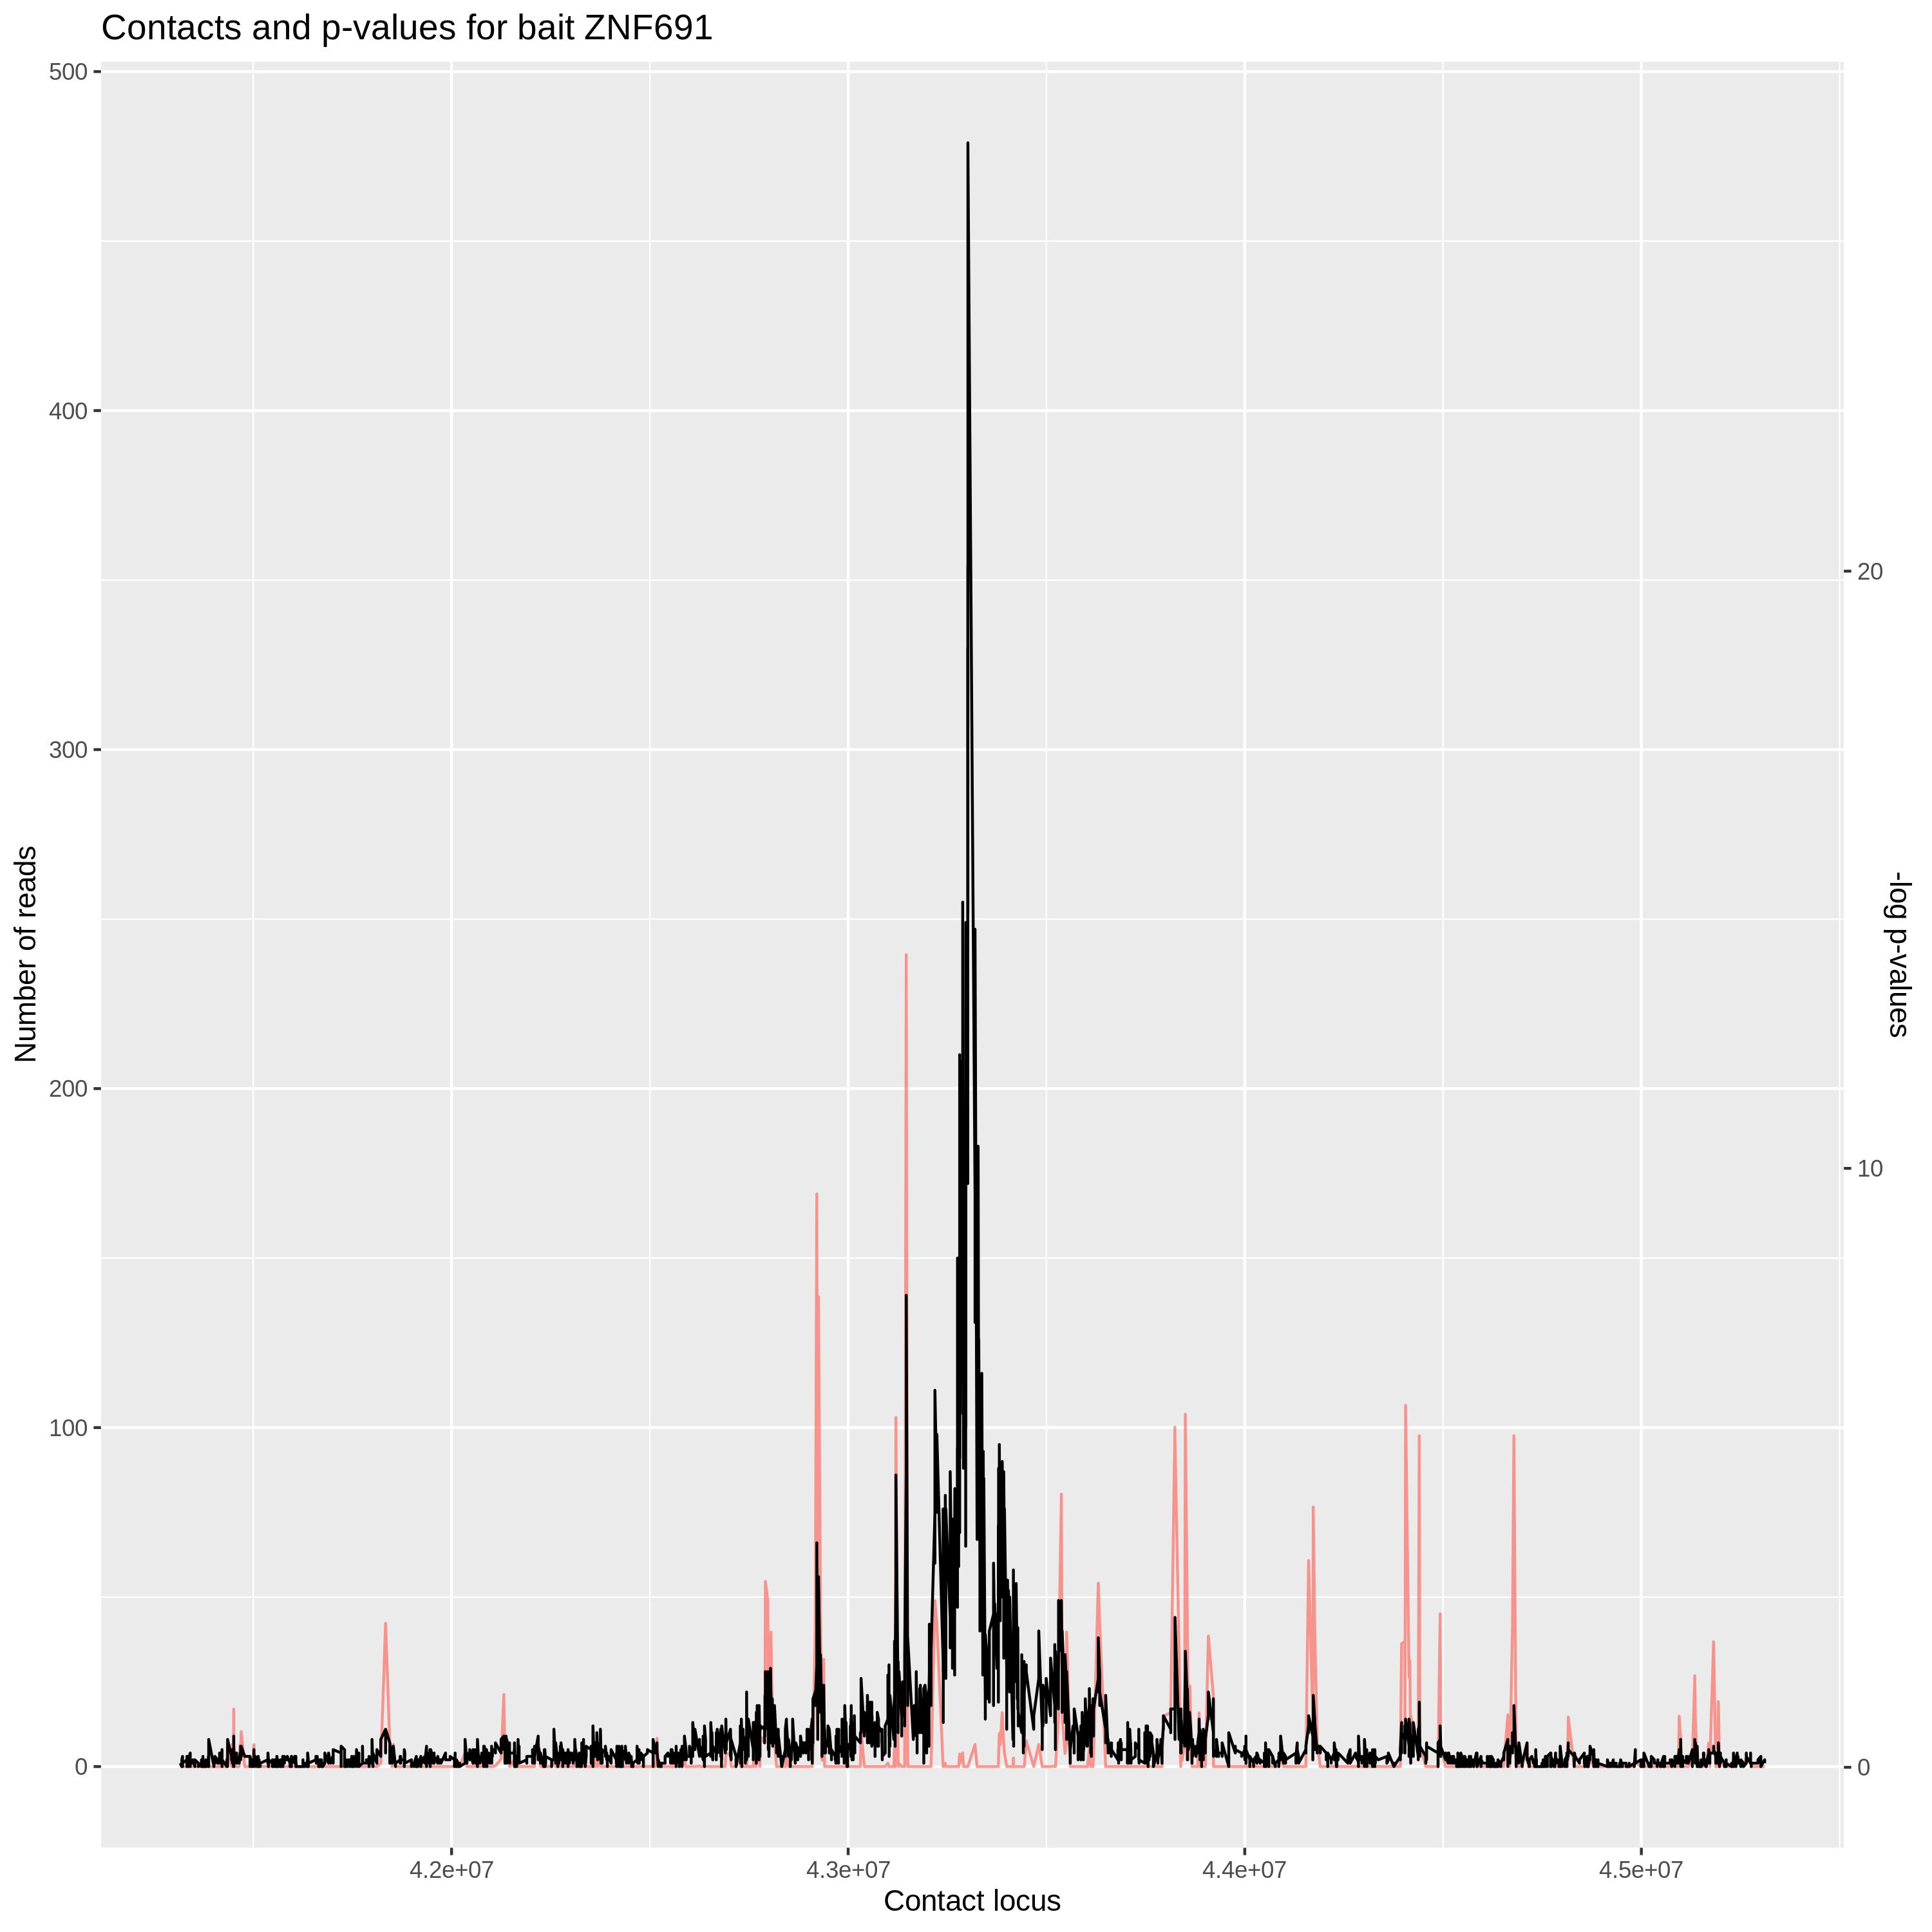 Contacts and p-values for bait ZNF691
500
400
300
200
100
0
Number of reads
20
10
0
-log p-values
4.2e+07
4.3e+07
4.4e+07
4.5e+07
Contact locus